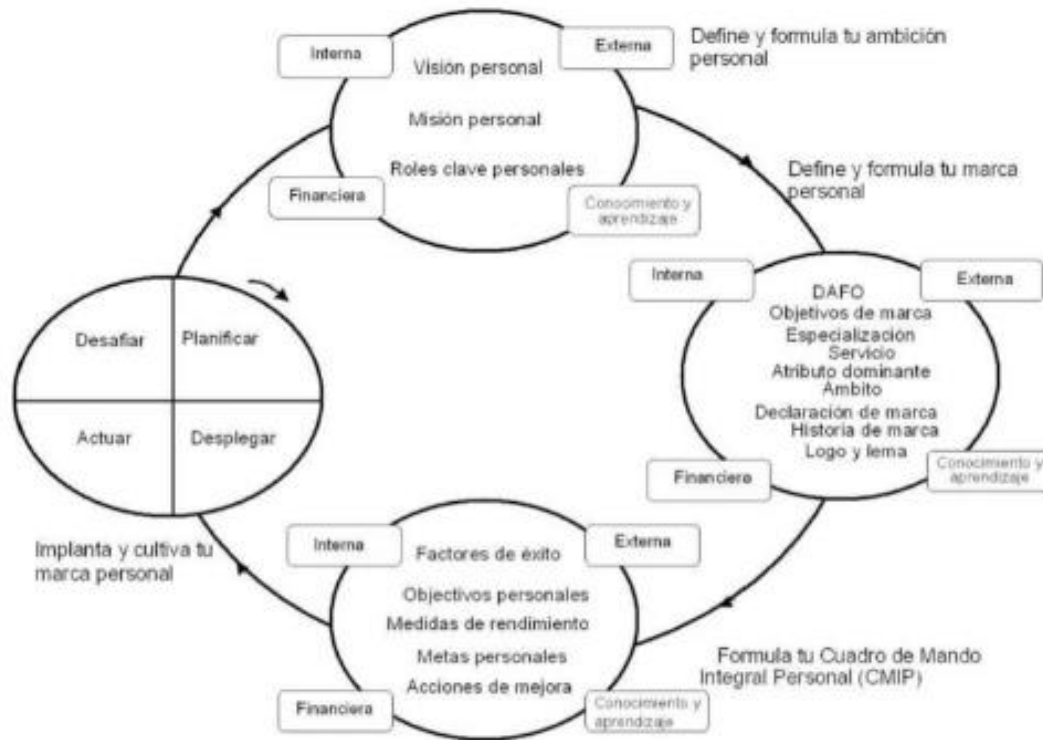 Interna
Externa
Define y formula tu ambición
personal
Visión personal
Misión personal
Roles clave personales
Financiera
Conocimiento y
aprendizaje
Define y formula tu marca
personal
Interna
Externa
DAFO
Objetivos de marca
Especialización
Servicio
Atributo dominante
Ámbito
Declaración de marca
Historia de marca
Logo y lema
Financiera
Conocimiento y
aprendizaje
Desafiar
Planificar
Actuar
Desplegar
Implanta y cultiva tu
marca personal
Interna
Externa
Factores de éxito
Objectivos personales
Medidas de rendimiento
Metas personales
Acciones de mejora
Financiera
Conocimiento y
aprendizaje
Formula tu Cuadro de Mando
Integral Personal (CMIP)